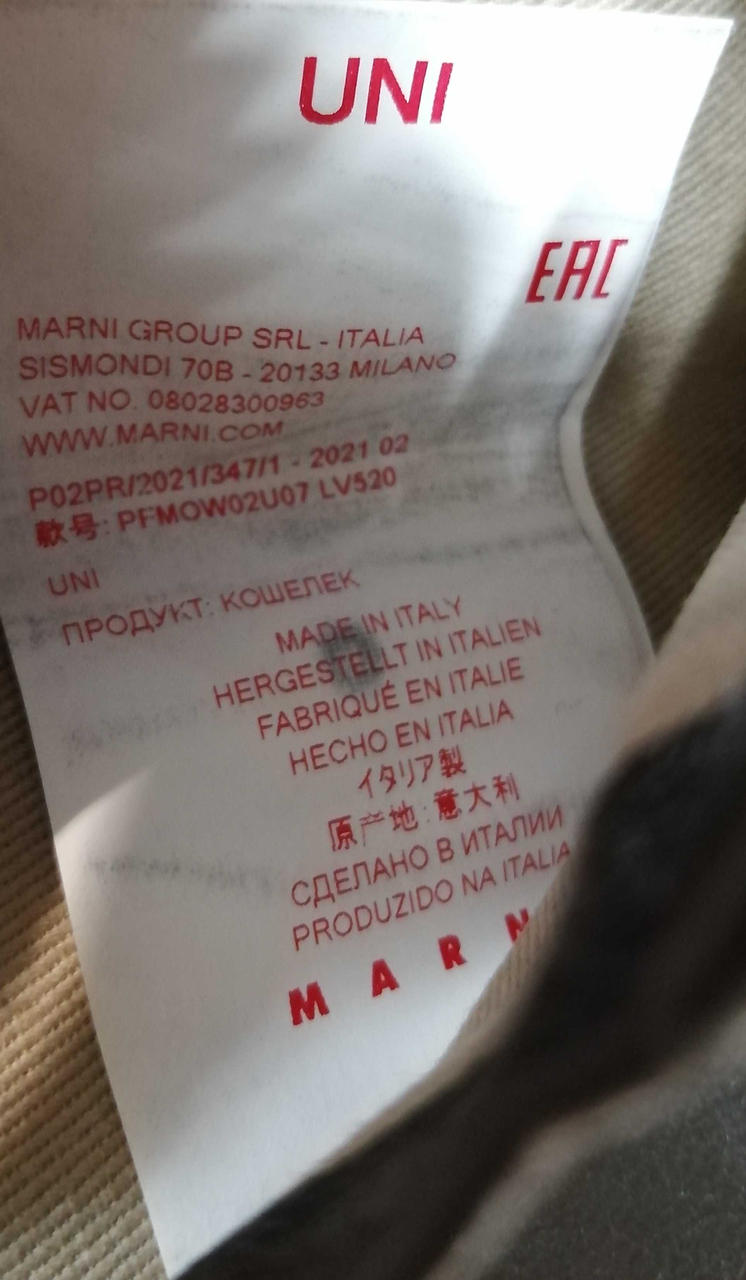 UNI
EAC
MARNI GROUP SRL - ITALIA
SISMONDI 70B - 20133 MILANO
VAT NO. 08028300963
WWW.MARNI.COM
P02PR/2021/347/1 - 2021 02
款号: PFMOW02U07 LV520
UNI
ПРОДУКТ: КОШЕЛЕК
MADE IN ITALY
HERGESTELLT IN ITALIEN
FABRIQUÉ EN ITALIE
HECHO EN ITALIA
イタリア製
原产地:意大利
СДЕЛАНО В ИТАЛИИ
PRODUZIDO NA ITALIA
M A R N